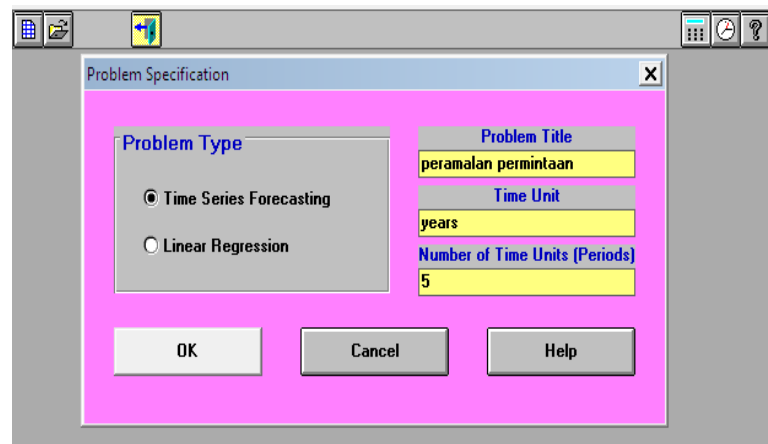 Problem Specification
Problem Type
Time Series Forecasting
Linear Regression
Problem Title
peramalan permintaan
Time Unit
years
Number of Time Units (Periods)
5
OK
Cancel
Help